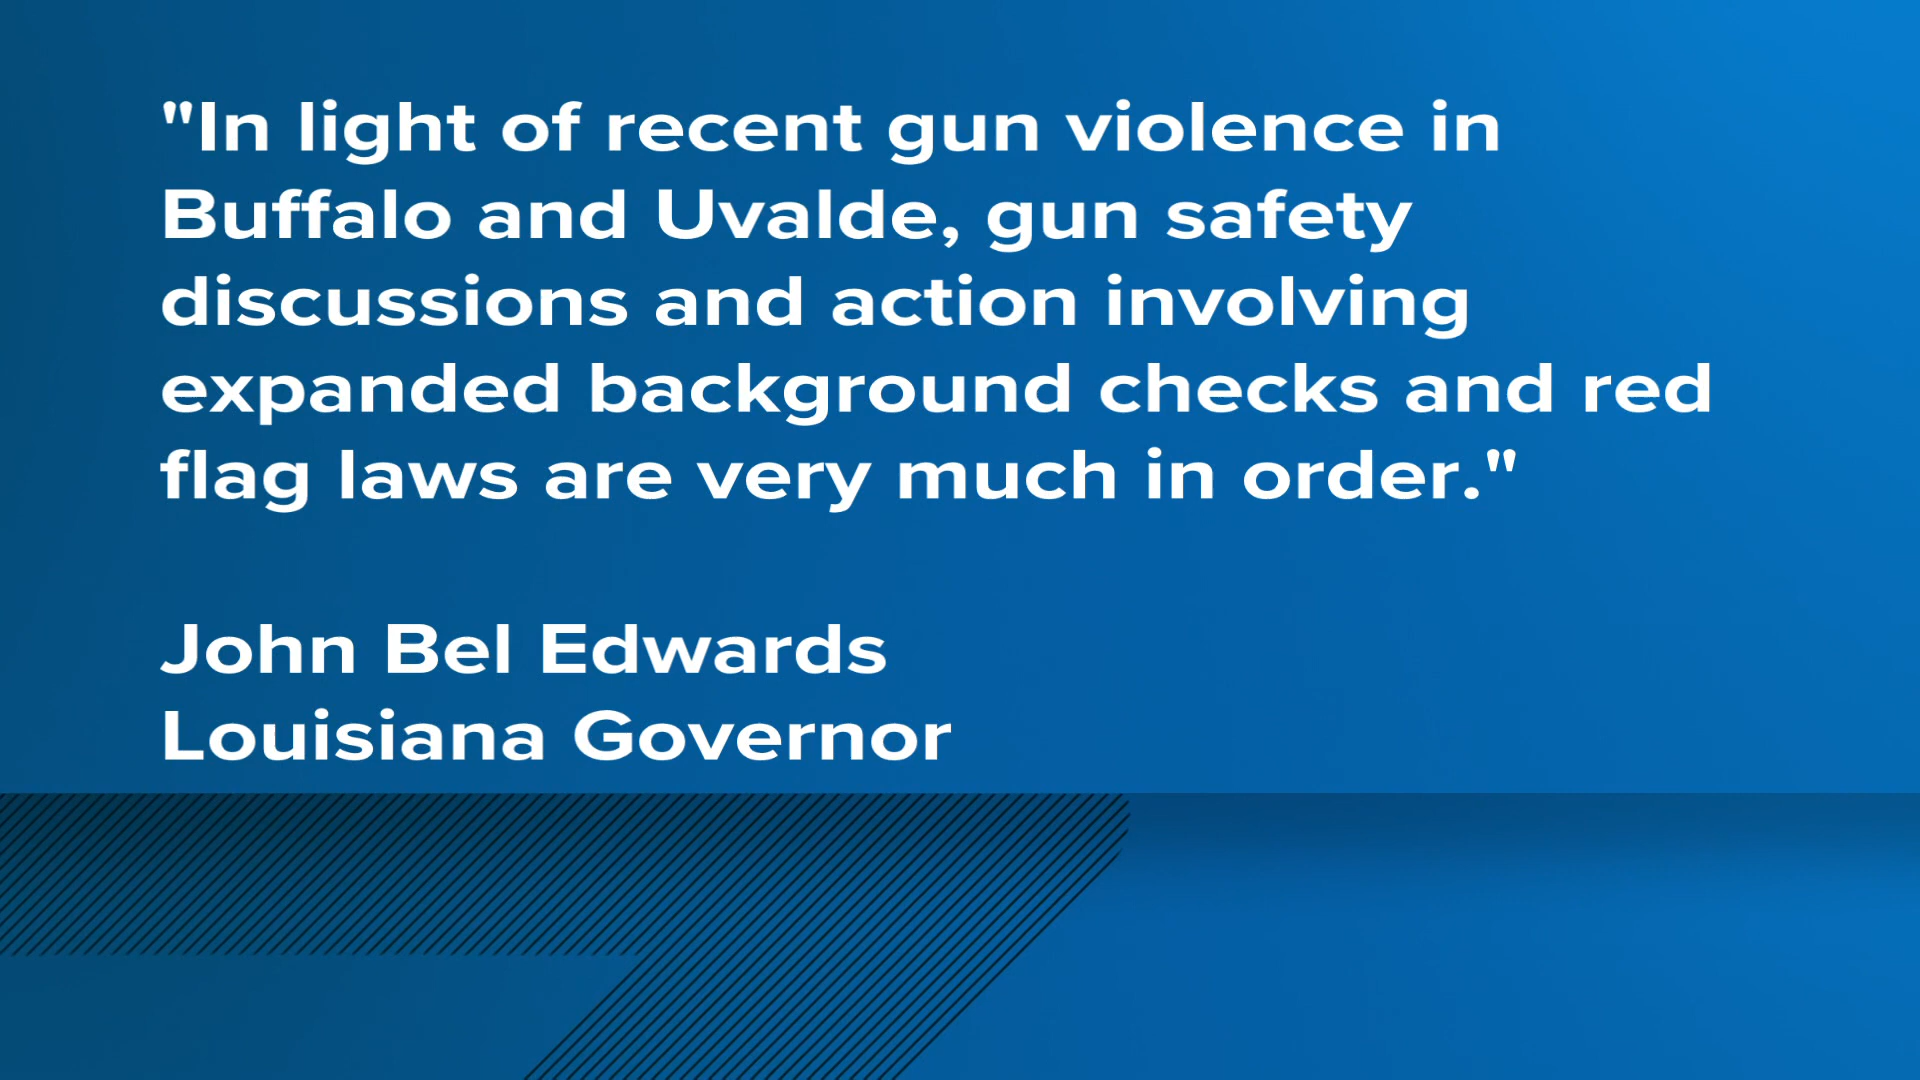 "In light of recent gun violence in
Buffalo and Uvalde, gun safety
discussions and action involving
expanded background checks and red
flag laws are very much in order."
John Bel Edwards
Louisiana Governor